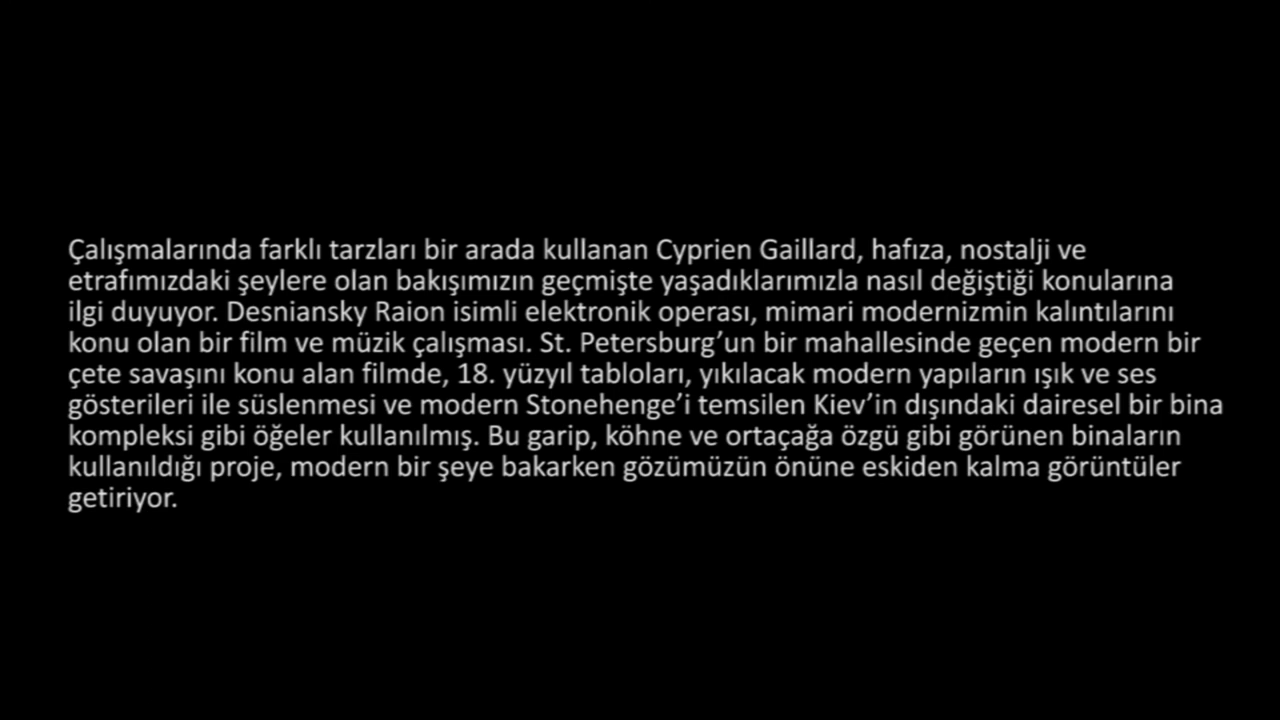 Çalışmalarında farklı tarzları bir arada kullanan Cyprien Gaillard, hafıza, nostalji ve
etrafımızdaki şeylere olan bakışımızın geçmişte yaşadıklarımızla nasıl değiştiği konularına
ilgi duyuyor. Desniansky Raion isimli elektronik operası, mimari modernizmin kalıntılarını
konu olan bir film ve müzik çalışması. St. Petersburg’un bir mahallesinde geçen modern bir
çete savaşını konu alan filmde, 18. yüzyıl tabloları, yıkılacak modern yapıların ışık ve ses
gösterileri ile süslenmesi ve modern Stonehenge’i temsilen Kiev’in dışındaki dairesel bir bina
kompleksi gibi öğeler kullanılmış. Bu garip, köhne ve ortaçağa özgü gibi görünen binaların
kullanıldığı proje, modern bir şeye bakarken gözümüzün önüne eskiden kalma görüntüler
getiriyor.